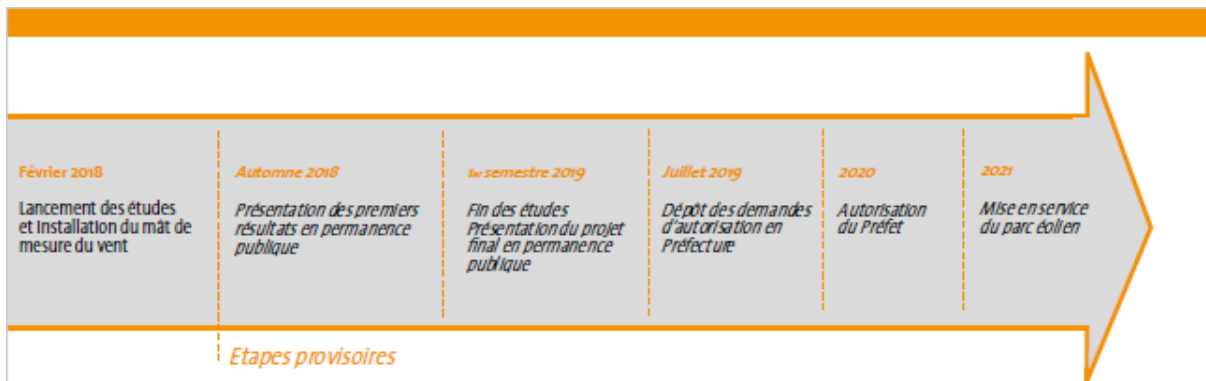 Février 2018
Lancement des études
et installation du mât de
mesure du vent
Automne 2018
Présentation des premiers
résultats en permanence
publique
1er semestre 2019
Fin des études
Présentation du projet
final en permanence
publique
Juillet 2019
Dépôt des demandes
d'autorisation en
Préfecture
2020
Autorisation
du Préfet
2021
Mise en service
du parc éolien
Etapes provisoires